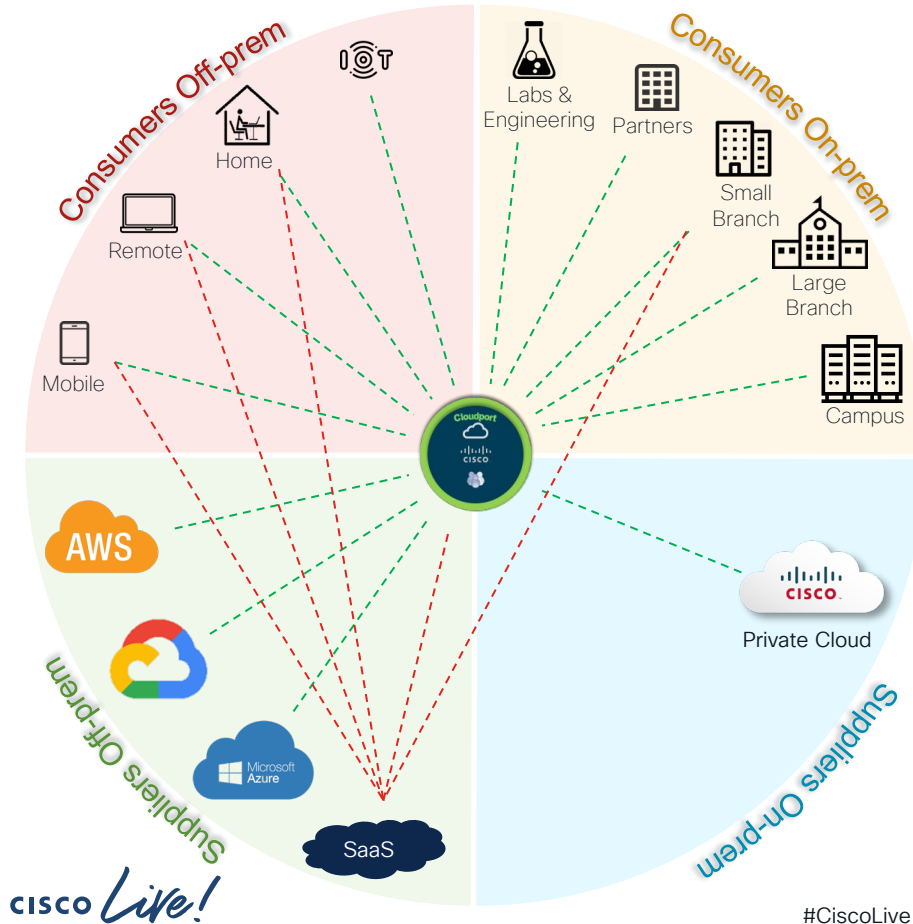 Consumers Off-prem
Consumers On-prem
IOT
Home
Remote
Mobile
Labs &
Engineering
Partners
Small
Branch
Large
Branch
Campus
Cloudport
CISCO
AWS
Microsoft
Azure
SaaS
CISCO
Private Cloud
Suppliers Off-prem
Suppliers On-prem
CISCO Live!
#CiscoLive